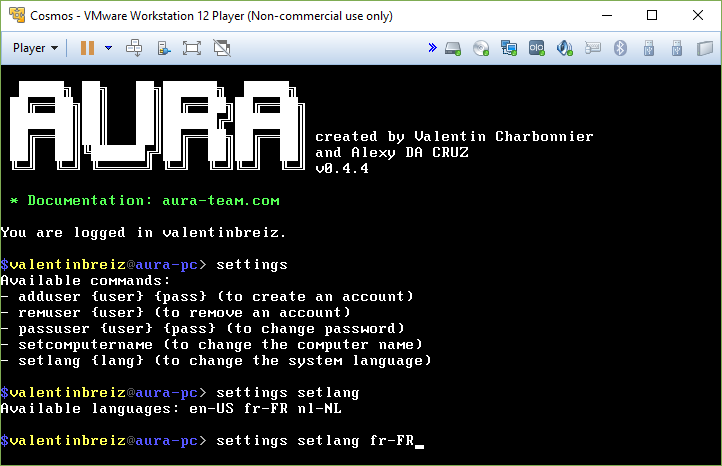 Cosmos - VMware Workstation 12 Player (Non-commercial use only)
Player
AURA
created by Valentin Charbonnier
and Alexy DA CRUZ
v0.4.4
* Documentation: aura-team.com
You are logged in valentinbreiz.
$valentinbreiz@aura-pc> settings
Available commands:
- adduser {user} {pass} (to create an account)
- remuser {user} (to remove an account)
- passuser {user} {pass} (to change password)
- setcomputername (to change the computer name)
- setlang {lang} (to change the system language)
$valentinbreiz@aura-pc> settings setlang
Available languages: en-US fr-FR nl-NL
$valentinbreiz@aura-pc> settings setlang fr-FR_